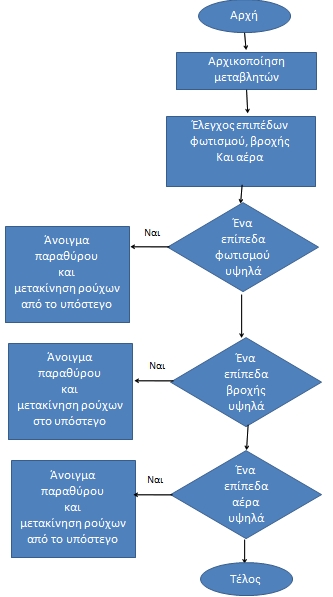 Αρχή
Αρχικοποίηση
μεταβλητών
Έλεγχος επιπέδων
φωτισμού, βροχής
Και αέρα
Ένα
επίπεδα
φωτισμού
υψηλά
Ναι
Άνοιγμα
παραθύρου
και
μετακίνηση ρούχων
από το υπόστεγο
Ένα
επίπεδα
βροχής
υψηλά
Ναι
Άνοιγμα
παραθύρου
και
μετακίνηση ρούχων
στο υπόστεγο
Ένα
επίπεδα
αέρα
υψηλά
Ναι
Άνοιγμα
παραθύρου
και
μετακίνηση ρούχων
από το υπόστεγο
Τέλος